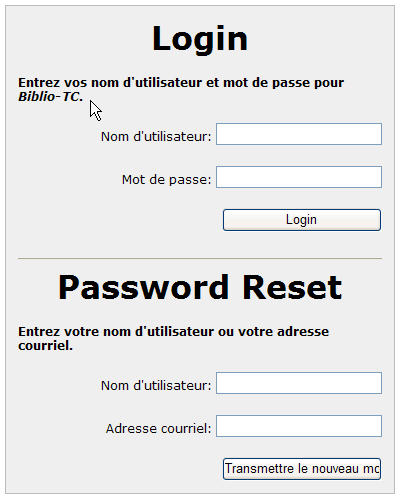 Login
Entrez vos nom d'utilisateur et mot de passe pour
Biblio-TC.
Nom d'utilisateur:
Mot de passe:
Login
Password Reset
Entrez votre nom d'utilisateur ou votre adresse
courriel.
Nom d'utilisateur:
Adresse courriel:
Transmettre le nouveau mo